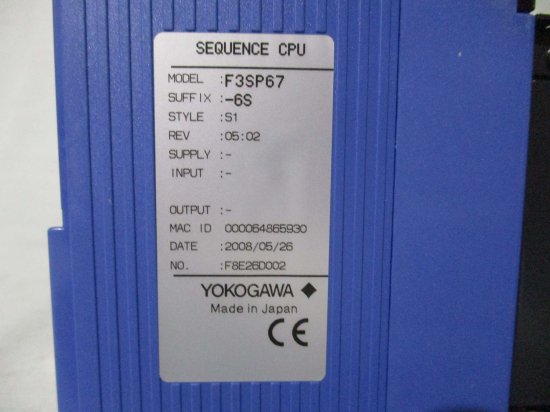 SEQUENCE CPU
MODEL :F3SP67
SUFFIX :-6S
STYLE :S1
REV :05:02
SUPPLY :-
INPUT :-
OUTPUT :-
MAC ID 000064865930
DATE :2008/05/26
NO. :F8E26D002
YOKOGAWA
Made in Japan
CE